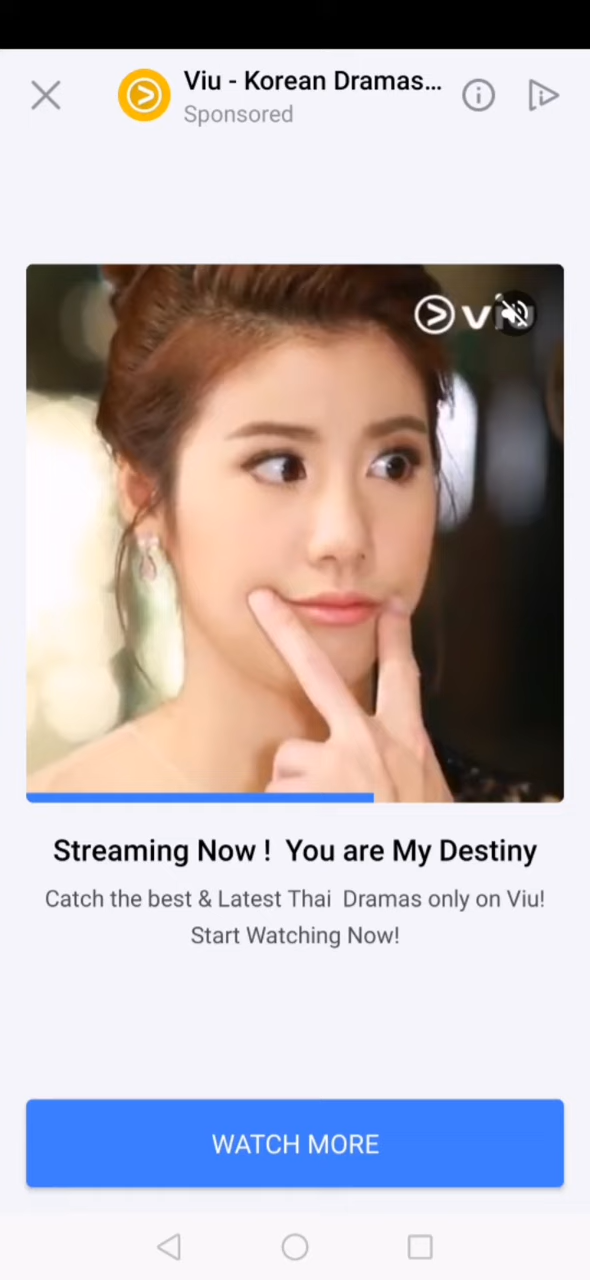 Viu - Korean Dramas...
Sponsored
viu
Streaming Now ! You are My Destiny
Catch the best & Latest Thai Dramas only on Viu!
Start Watching Now!
WATCH MORE